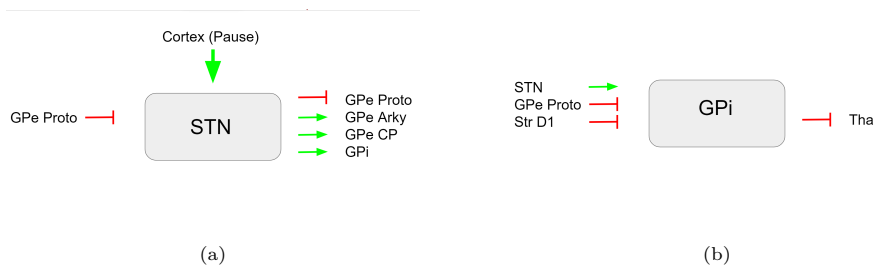 Cortex (Pause)
GPe Proto
STN
GPe Proto
GPe Arky
GPe CP
GPi
(a)
STN
GPe Proto
Str D1
GPi
Tha
(b)